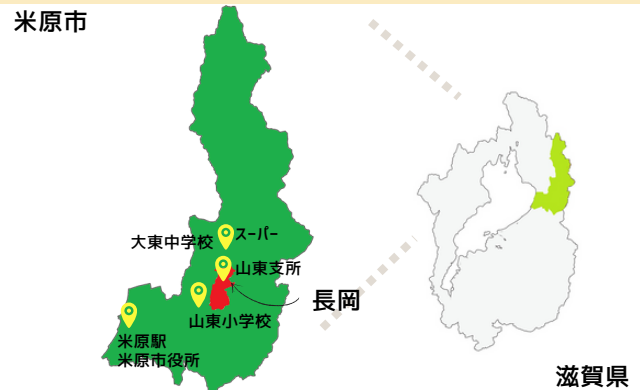 米原市
大東中学校
スーパー
山東支所
長岡
山東小学校
米原駅
米原市役所
滋賀県